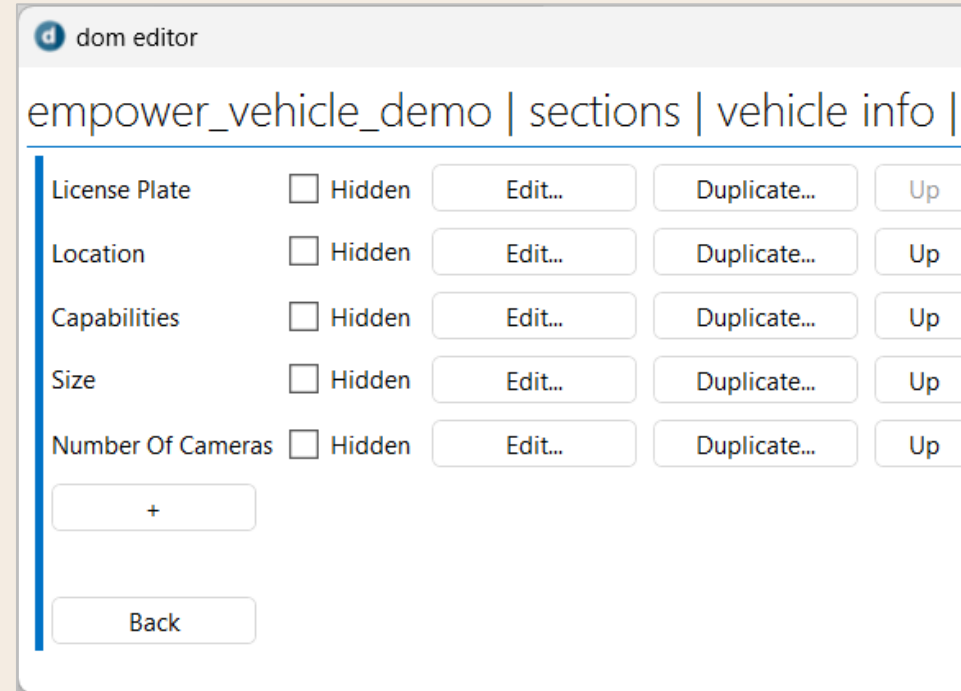 d dom editor
empower_vehicle_demo | sections | vehicle info |
License Plate Hidden Edit... Duplicate... Up
Location Hidden Edit... Duplicate... Up
Capabilities Hidden Edit... Duplicate... Up
Size Hidden Edit... Duplicate... Up
Number Of Cameras Hidden Edit... Duplicate... Up
+
Back